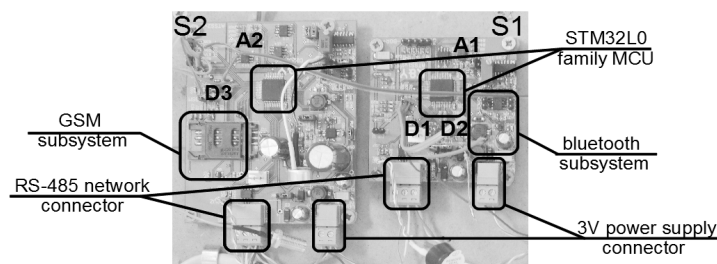 S2
S1
A2
A1
STM32L0
family MCU
D3
GSM
subsystem
D1 D2
bluetooth
subsystem
RS-485 network
connector
3V power supply
connector